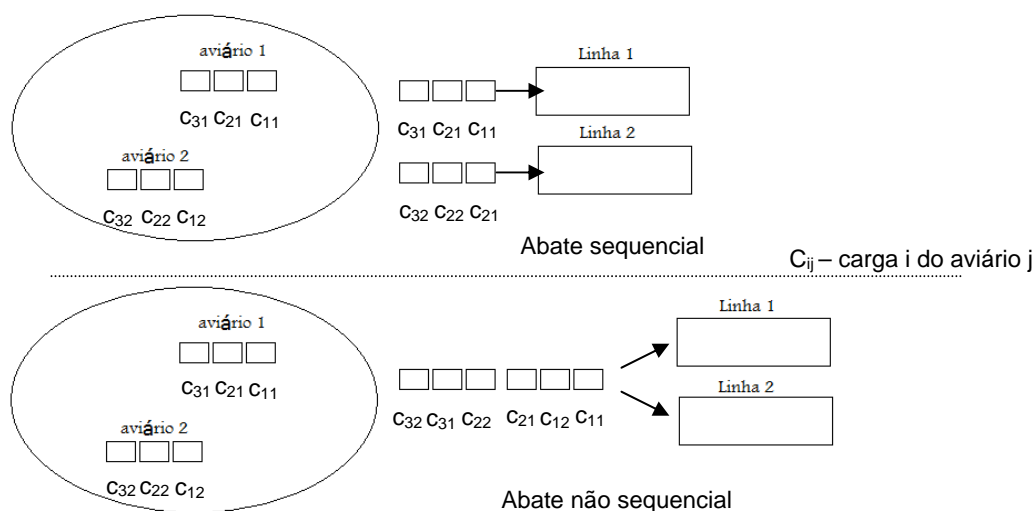 aviário 1
C31 C21 C11
aviário 2
C32 C22 C12
Linha 1
C31 C21 C11
Linha 2
C32 C22 C21
Abate sequencial
Cij – carga i do aviário j
aviário 1
C31 C21 C11
aviário 2
C32 C22 C12
Linha 1
C32 C31 C22 C21 C12 C11
Linha 2
Abate não sequencial